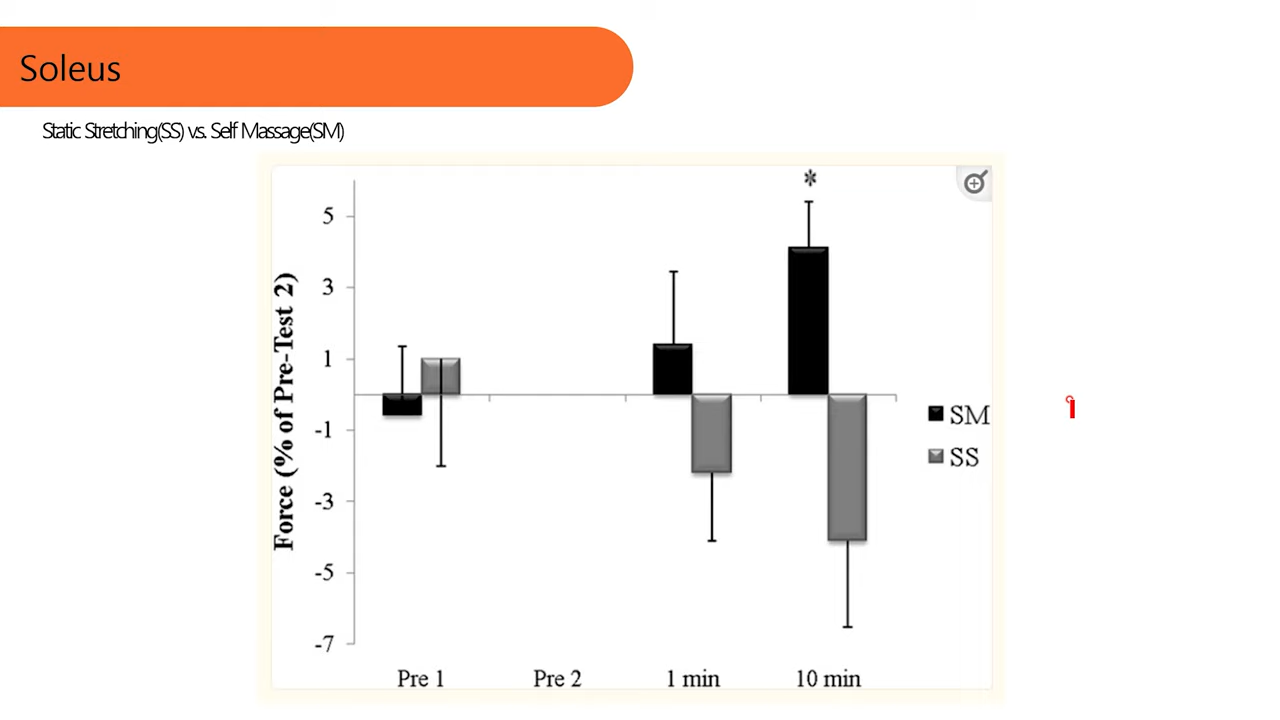 Soleus
Static Stretching(SS) vs. Self Massage(SM)
*
Force (% of Pre-Test 2)
5
3
1
-1
-3
-5
-7
Pre 1 Pre 2 1 min 10 min
SM
SS